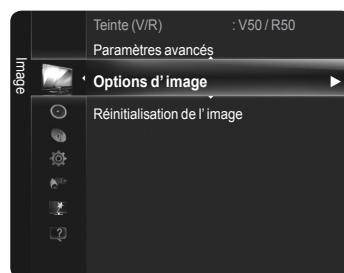 Image
Teinte (V/R) : V50 / R50
Paramètres avancés
Options d' image
Réinitialisation de l' image